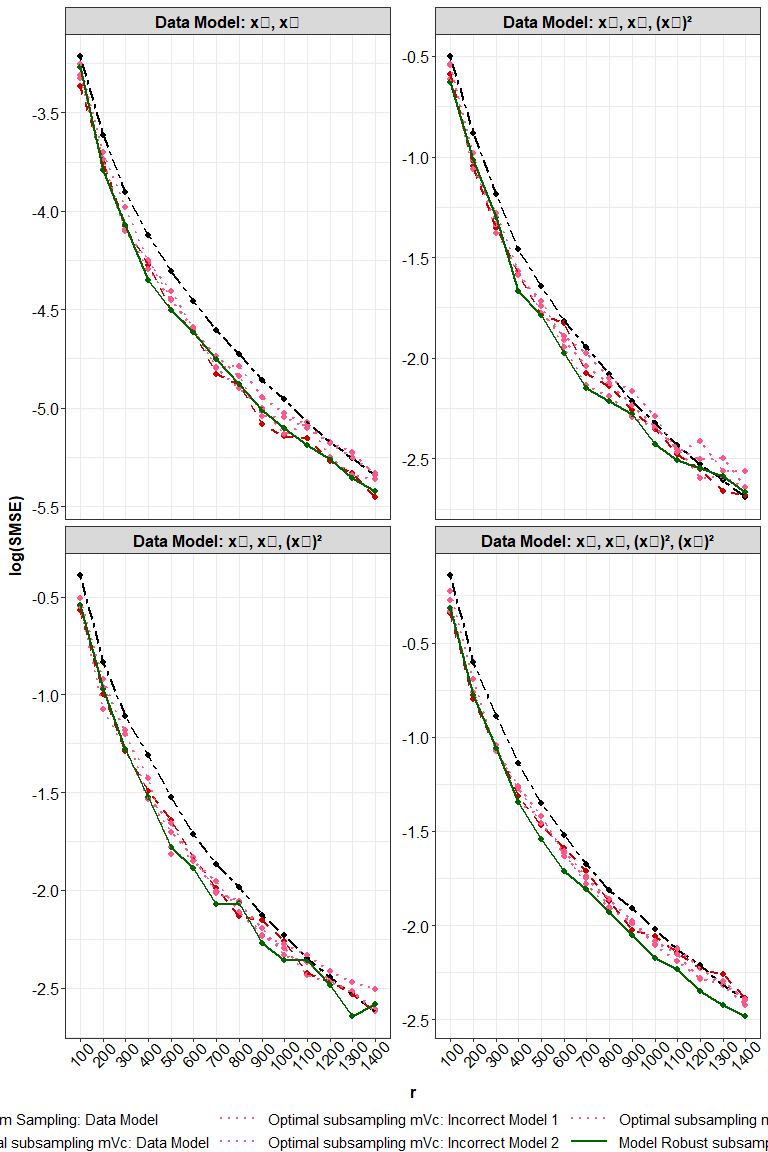 Data Model: x▯, x▯
Data Model: x▯, x▯, (x▯)²
-3.5
-4.0
-4.5
-5.0
-5.5
-0.5
-1.0
-1.5
-2.0
-2.5
log(SMSE)
Data Model: x▯, x▯, (x▯)²
Data Model: x▯, x▯, (x▯)², (x▯)²
-0.5
-1.0
-1.5
-2.0
-2.5
-0.5
-1.0
-1.5
-2.0
-2.5
100 200 300 400 500 600 700 800 900 1000 1100 1200 1300 1400
100 200 300 400 500 600 700 800 900 1000 1100 1200 1300 1400
r
m Sampling: Data Model Optimal subsampling mVc: Incorrect Model 1 Optimal subsampling m
al subsampling mVc: Data Model Optimal subsampling mVc: Incorrect Model 2 Model Robust subsamp